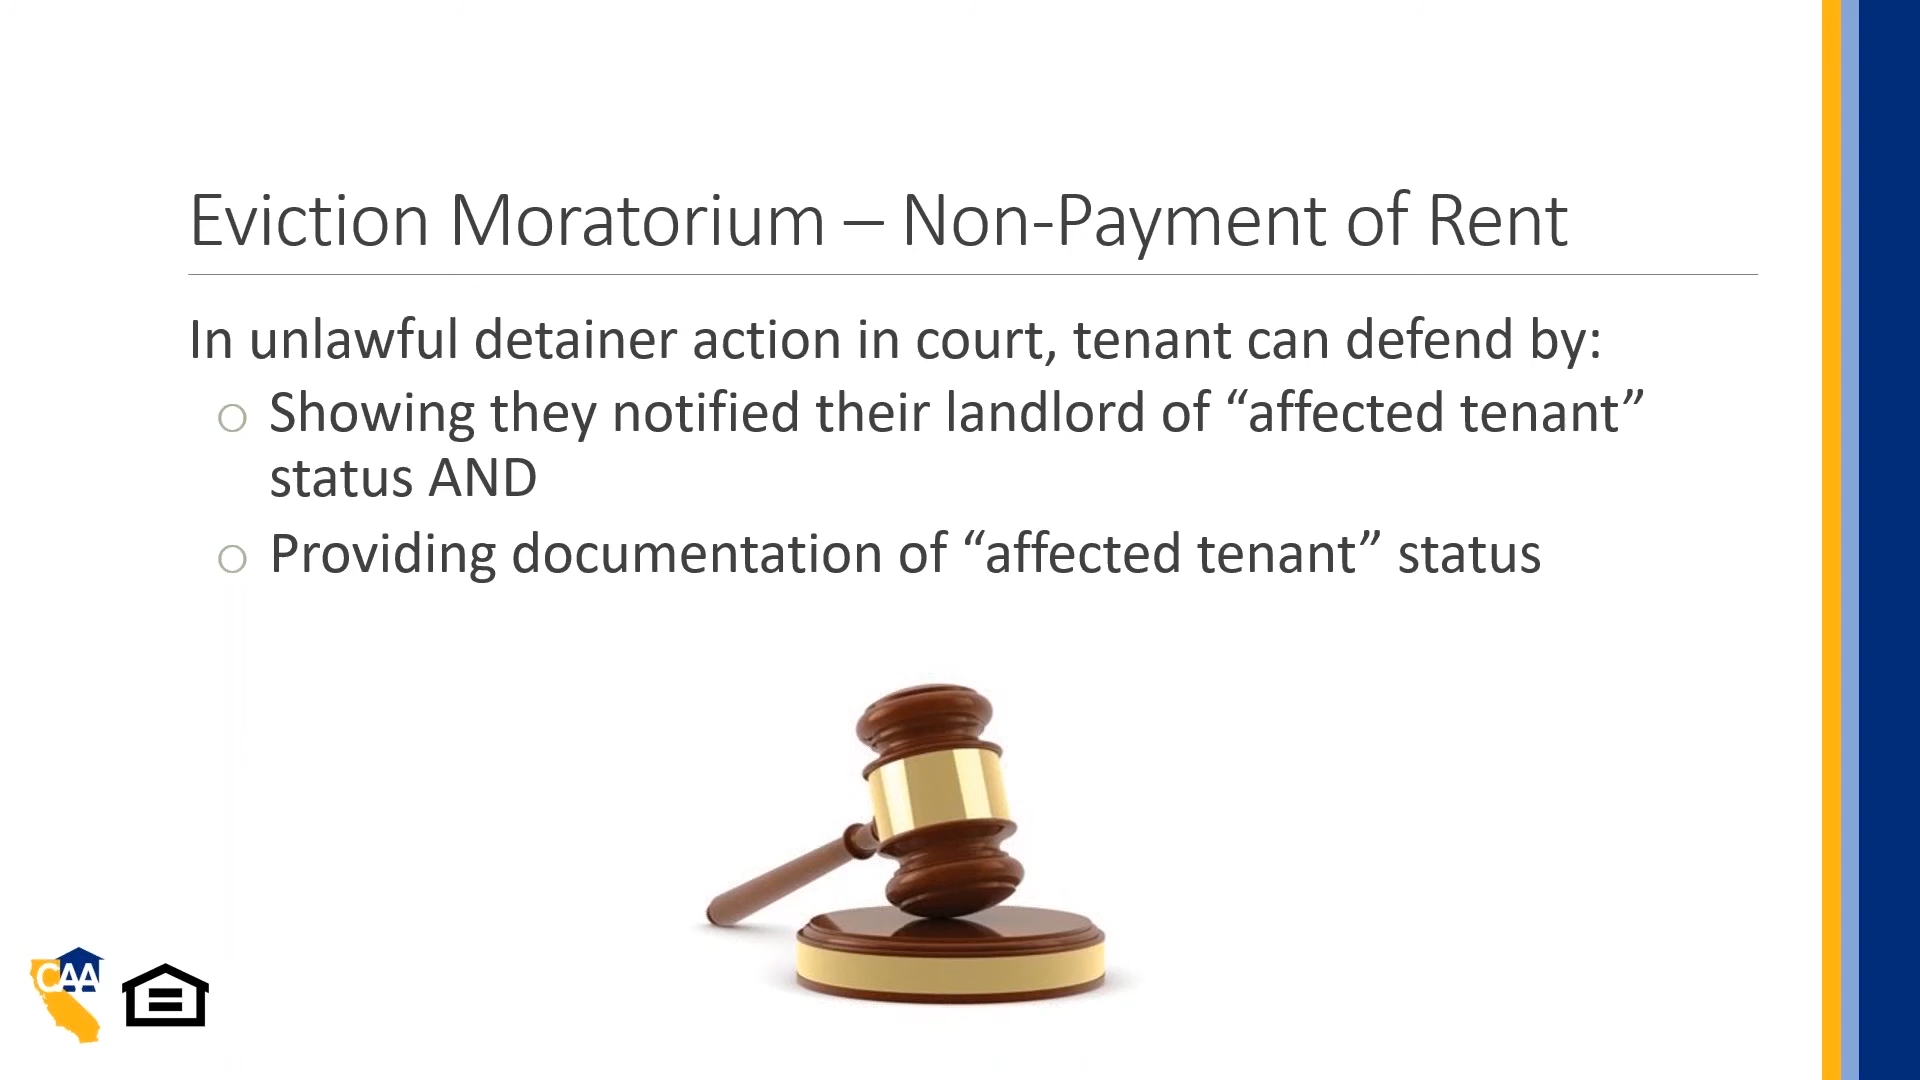 Eviction Moratorium – Non-Payment of Rent
In unlawful detainer action in court, tenant can defend by:
○ Showing they notified their landlord of “affected tenant”
status AND
○ Providing documentation of “affected tenant” status
CAA